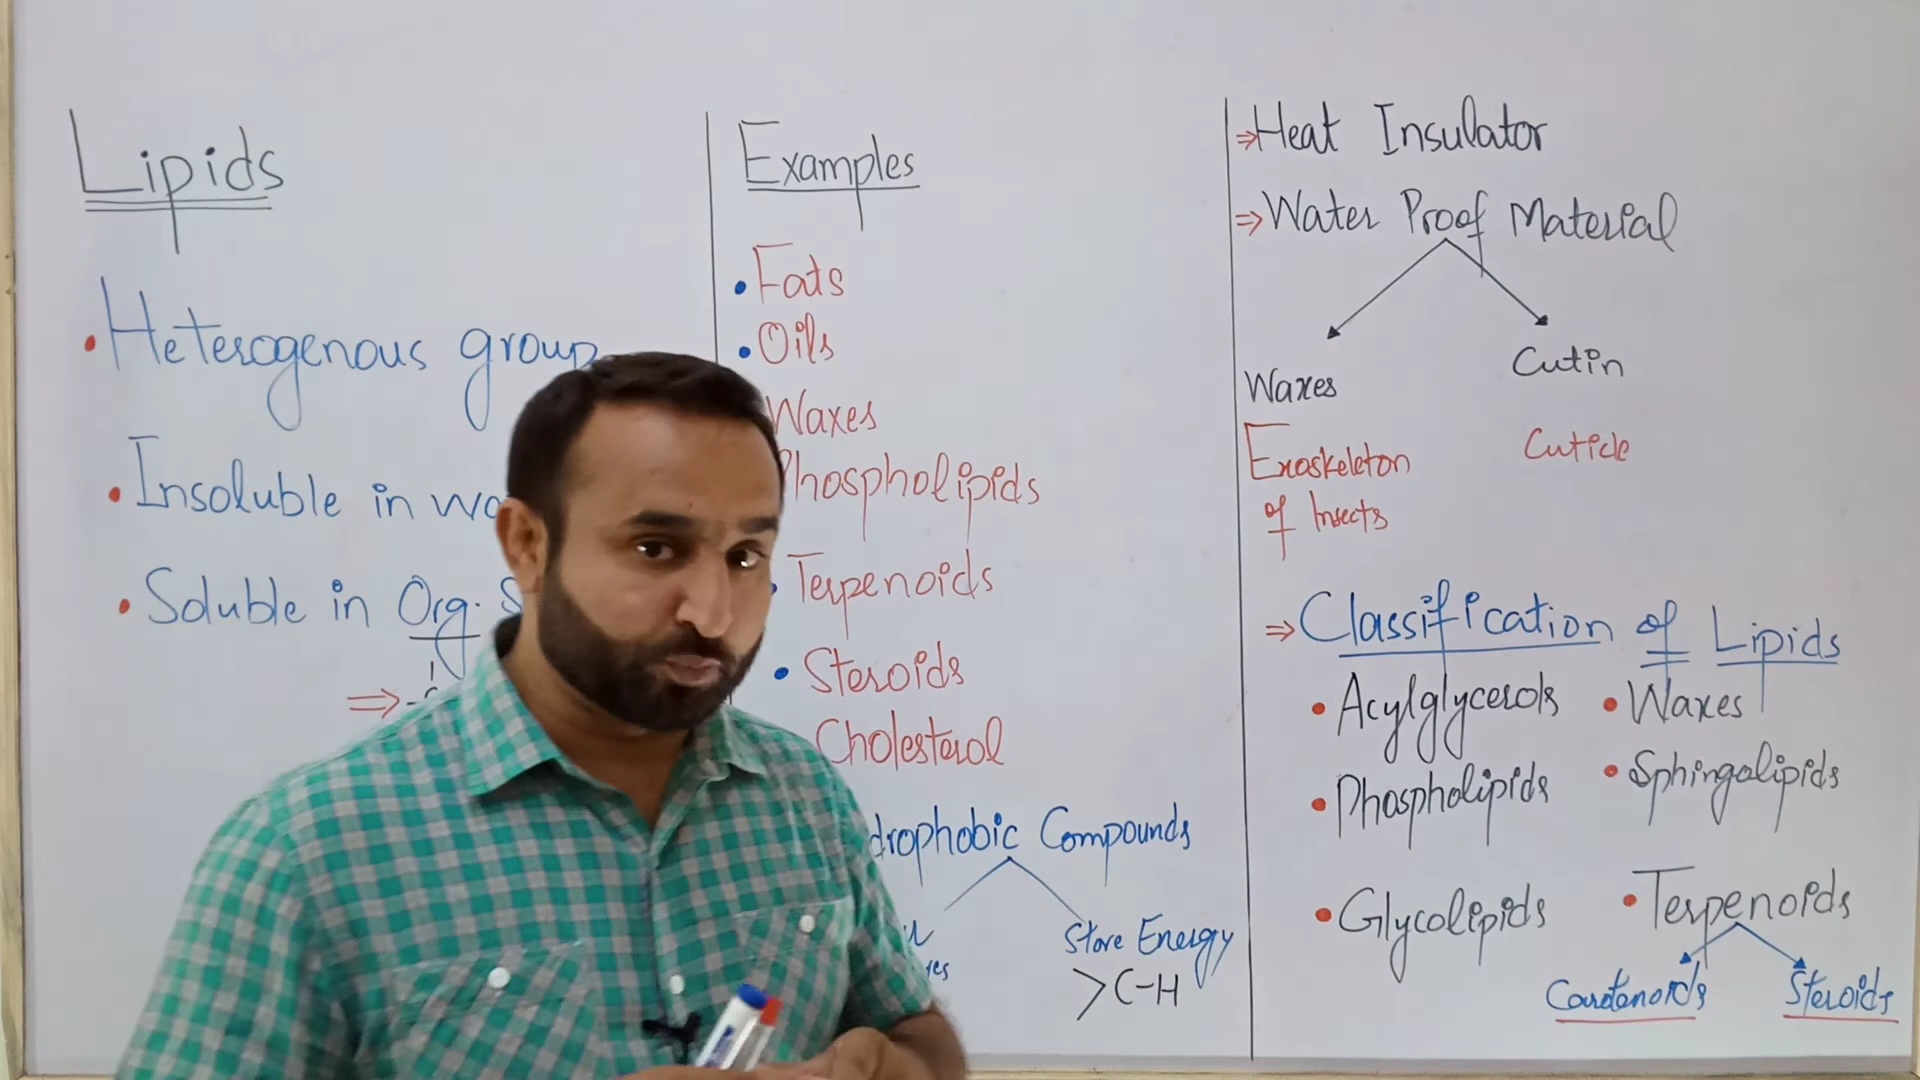 Lipids
• Heterogenous group
• Insoluble in
• Soluble in Org.
⇒
Examples
• Fats
• Oils
Waxes
Phospholipids
Terpenoids
• Steroids
Cholesterol
drophobic Compounds
Store Energy
>C-H
⇒ Heat Insulator
⇒ Water Proof Material
Waxes
Cutin
Exoskeleton
of Insects
Cuticle
⇒ Classification of Lipids
• Acylglycerols • Waxes
• Phospholipids • Sphingolipids
• Glycolipids • Terpenoids
Carotenoids Steroids